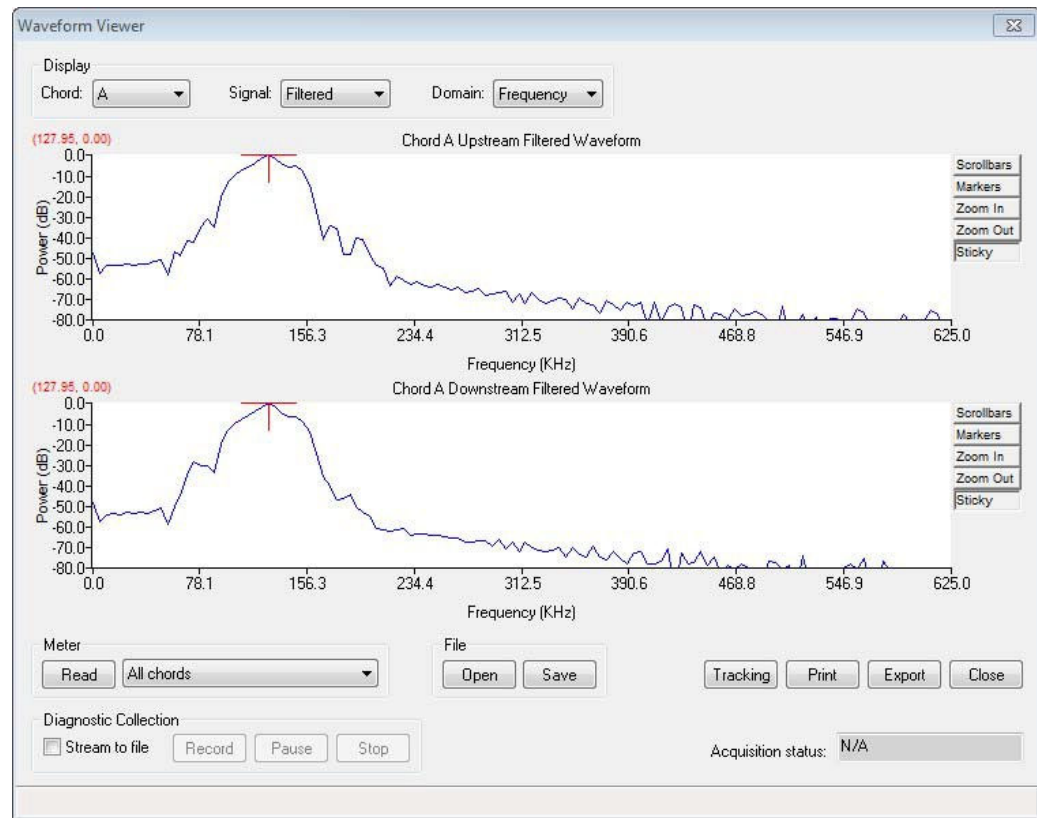 Waveform Viewer
Display
Chord: A Signal: Filtered Domain: Frequency
(127.95, 0.00) Chord A Upstream Filtered Waveform
Power (dB)
0.0
-10.0
-20.0
-30.0
-40.0
-50.0
-60.0
-70.0
-80.0
0.0 78.1 156.3 234.4 312.5 390.6 468.8 546.9 625.0
Frequency (KHz)
Scrollbars
Markers
Zoom In
Zoom Out
Sticky
(127.95, 0.00) Chord A Downstream Filtered Waveform
Power (dB)
0.0
-10.0
-20.0
-30.0
-40.0
-50.0
-60.0
-70.0
-80.0
0.0 78.1 156.3 234.4 312.5 390.6 468.8 546.9 625.0
Frequency (KHz)
Scrollbars
Markers
Zoom In
Zoom Out
Sticky
Meter File
Read All chords Open Save Tracking Print Export Close
Diagnostic Collection
Stream to file Record Pause Stop Acquisition status: N/A